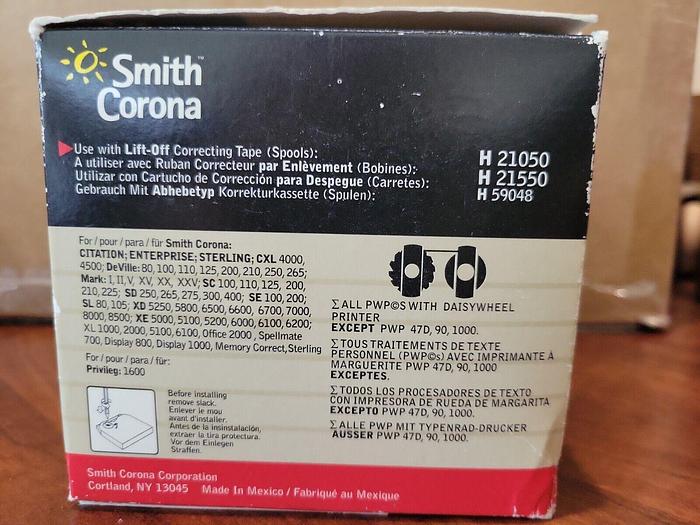 Smith™
Corona
Use with Lift-Off Correcting Tape (Spools):
A utiliser avec Ruban Correcteur par Enlèvement (Bobines):
Utilizar con Cartucho de Corrección para Despegue (Carretes):
Gebrauch Mit Abhebetyp Korrekturkassette (Spulen):
H 21050
H 21550
H 59048
For / pour / para / für Smith Corona:
CITATION; ENTERPRISE; STERLING; CXL 4000,
4500; DeVille: 80, 100, 110, 125, 200, 210, 250, 265;
Mark: I, II, V, XV, XX, XXV; SC 100, 110, 125, 200,
210, 225; SD 250, 265, 275, 300, 400; SE 100, 200;
SL 80, 105; XD 5250, 5800, 6500, 6600, 6700, 7000,
8000, 8500; XE 5000, 5100, 5200, 6000, 6100, 6200;
XL 1000, 2000, 5100, 6100, Office 2000 , Spellmate
700, Display 800, Display 1000, Memory Correct, Sterling
For / pour / para / für:
Privileg: 1600
Before installing
remove slack.
Enlever le mou
avant d'installer.
Antes de la insinstalación,
extraer la tira protectura.
Vor dem Einlegen
Straffen.
∑ ALL PWP©S WITH DAISYWHEEL
PRINTER
EXCEPT PWP 47D, 90, 1000.
∑ TOUS TRAITEMENTS DE TEXTE
PERSONNEL (PWP©s) AVEC IMPRIMANTE À
MARGUERITE PWP 47D, 90, 1000
EXCEPTES.
∑ TODOS LOS PROCESADORES DE TEXTO
CON IMPRESORA DE RUEDA DE MARGARITA
EXCEPTO PWP 47D, 90, 1000.
∑ ALLE PWP MIT TYPENRAD-DRUCKER
AUSSER PWP 47D, 90, 1000.
Smith Corona Corporation
Cortland, NY 13045 Made In Mexico / Fabriqué au Mexique